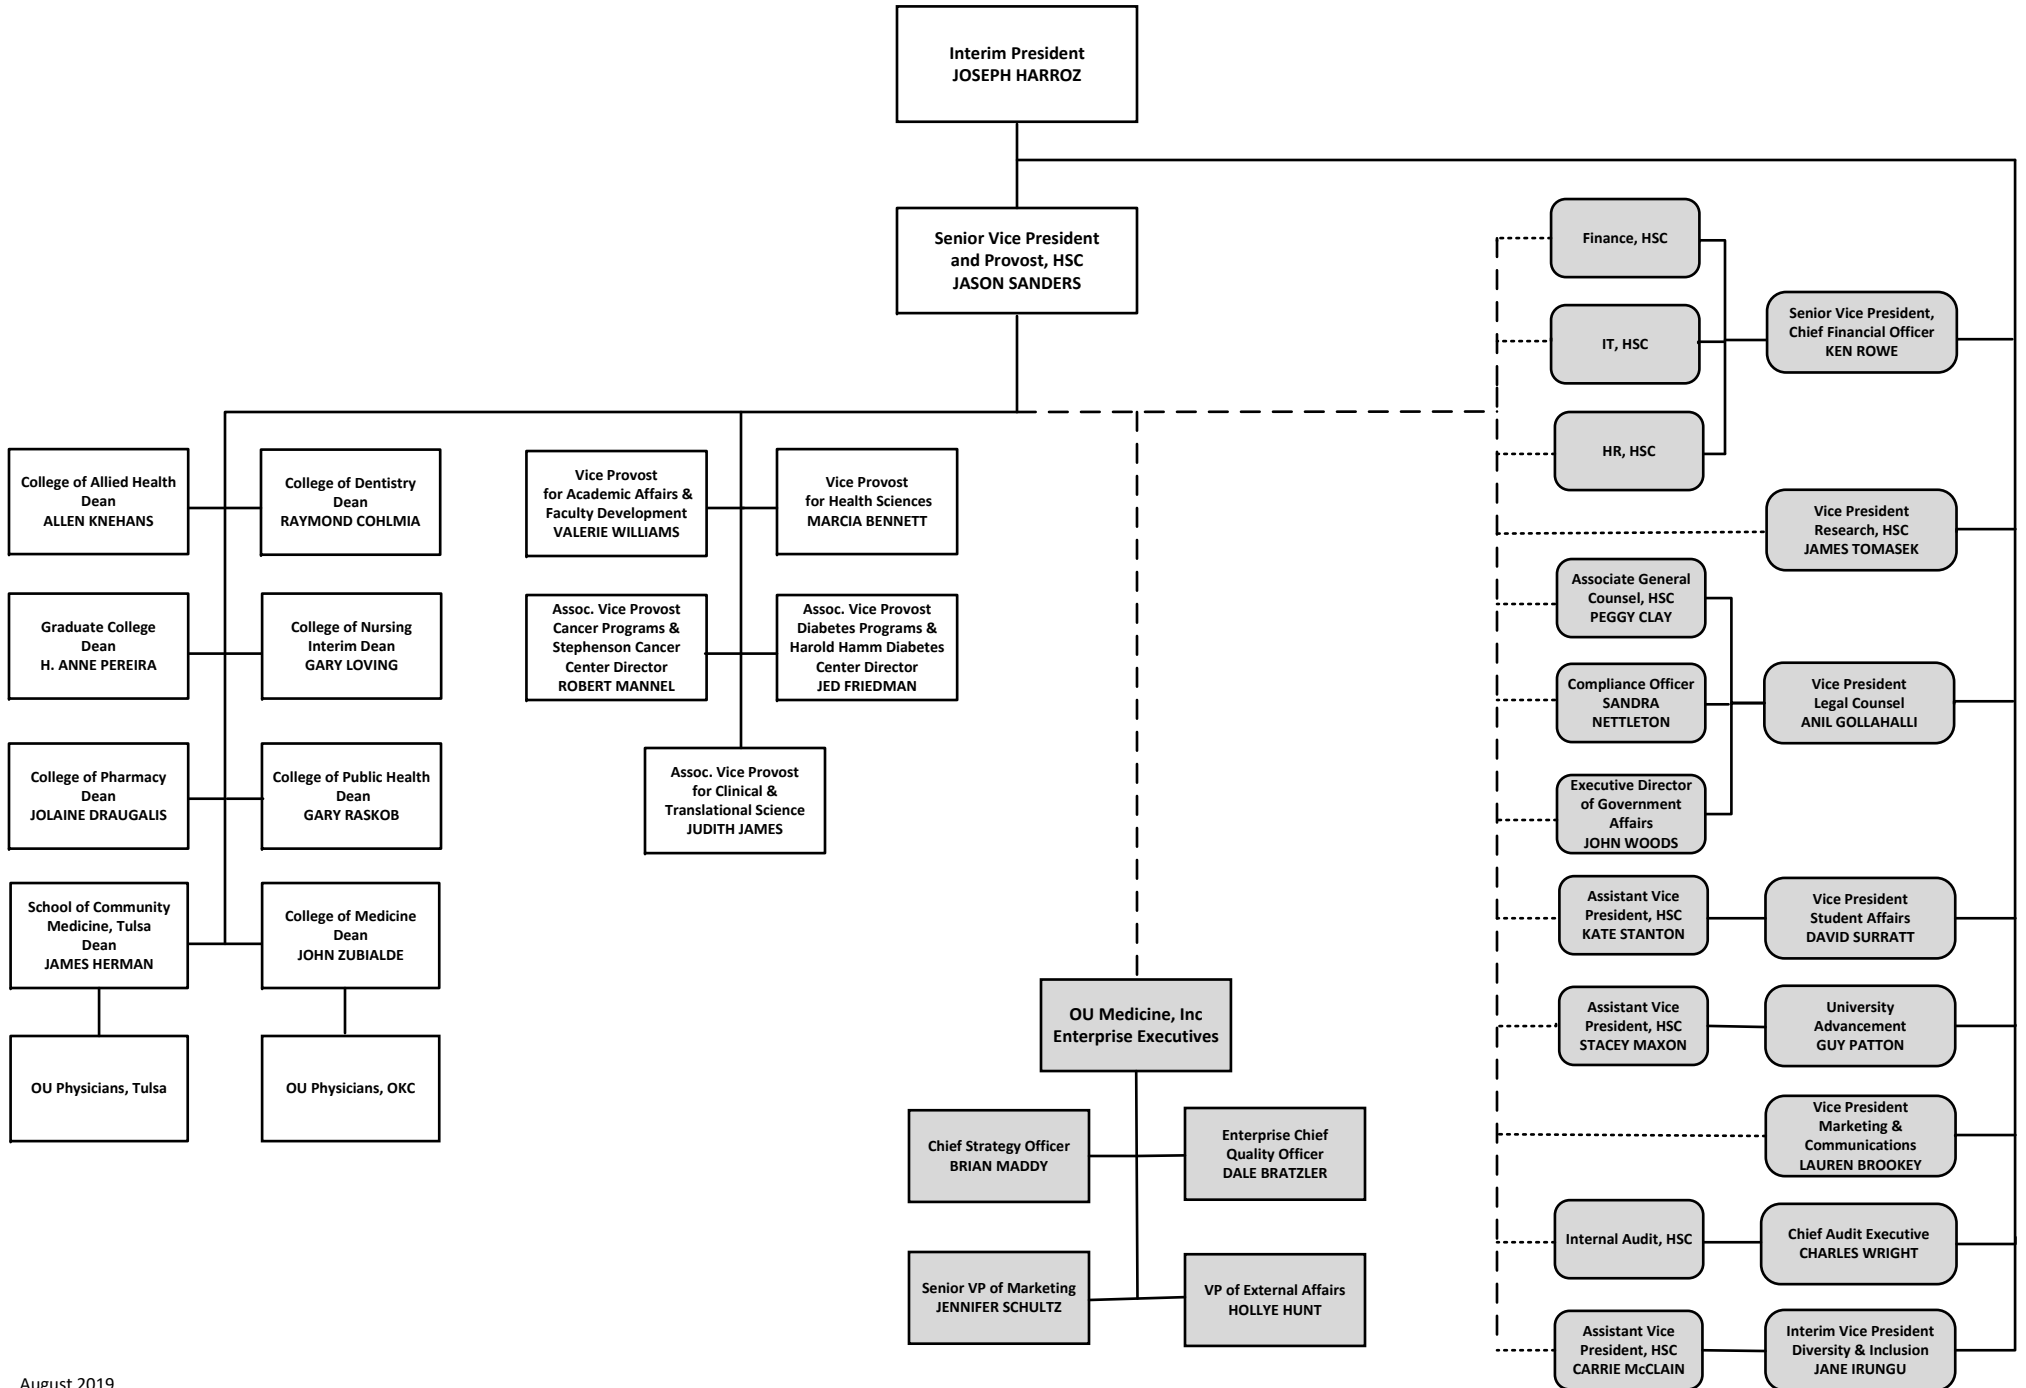 Interim President
JOSEPH HARROZ
Senior Vice President
and Provost, HSC
JASON SANDERS
College of Allied Health
Dean
ALLEN KNEHANS
College of Dentistry
Dean
RAYMOND COHLMIA
Graduate College
Dean
H. ANNE PEREIRA
College of Nursing
Interim Dean
GARY LOVING
College of Pharmacy
Dean
JOLAINE DRAUGALIS
College of Public Health
Dean
GARY RASKOB
School of Community
Medicine, Tulsa
Dean
JAMES HERMAN
College of Medicine
Dean
JOHN ZUBIALDE
OU Physicians, Tulsa
OU Physicians, OKC
Vice Provost
for Academic Affairs &
Faculty Development
VALERIE WILLIAMS
Vice Provost
for Health Sciences
MARCIA BENNETT
Assoc. Vice Provost
Cancer Programs &
Stephenson Cancer
Center Director
ROBERT MANNEL
Assoc. Vice Provost
Diabetes Programs &
Harold Hamm Diabetes
Center Director
JED FRIEDMAN
Assoc. Vice Provost
for Clinical &
Translational Science
JUDITH JAMES
OU Medicine, Inc
Enterprise Executives
Chief Strategy Officer
BRIAN MADDY
Enterprise Chief
Quality Officer
DALE BRATZLER
Senior VP of Marketing
JENNIFER SCHULTZ
VP of External Affairs
HOLLYE HUNT
Finance, HSC
IT, HSC
HR, HSC
Senior Vice President,
Chief Financial Officer
KEN ROWE
Vice President
Research, HSC
JAMES TOMASEK
Associate General
Counsel, HSC
PEGGY CLAY
Compliance Officer
SANDRA
NETTLETON
Executive Director
of Government
Affairs
JOHN WOODS
Vice President
Legal Counsel
ANIL GOLLAHALLI
Assistant Vice
President, HSC
KATE STANTON
Vice President
Student Affairs
DAVID SURRATT
Assistant Vice
President, HSC
STACEY MAXON
University
Advancement
GUY PATTON
Vice President
Marketing &
Communications
LAUREN BROOKEY
Internal Audit, HSC
Chief Audit Executive
CHARLES WRIGHT
Assistant Vice
President, HSC
CARRIE McCLAIN
Interim Vice President
Diversity & Inclusion
JANE IRUNGU
August 2019